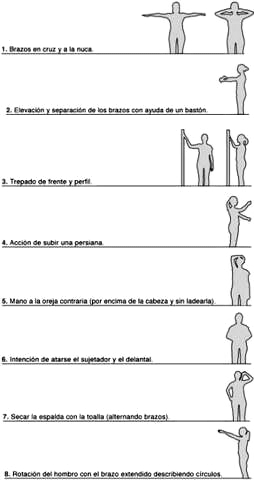 1. Brazos en cruz y a la nuca.
2. Elevación y separación de los brazos con ayuda de un bastón.
3. Trepado de frente y perfil.
4. Acción de subir una persiana.
5. Mano a la oreja contraria (por encima de la cabeza y sin ladearla).
6. Intención de atarse el sujetador y el delantal.
7. Secar la espalda con la toalla (alternando brazos).
8. Rotación del hombro con el brazo extendido describiendo círculos.